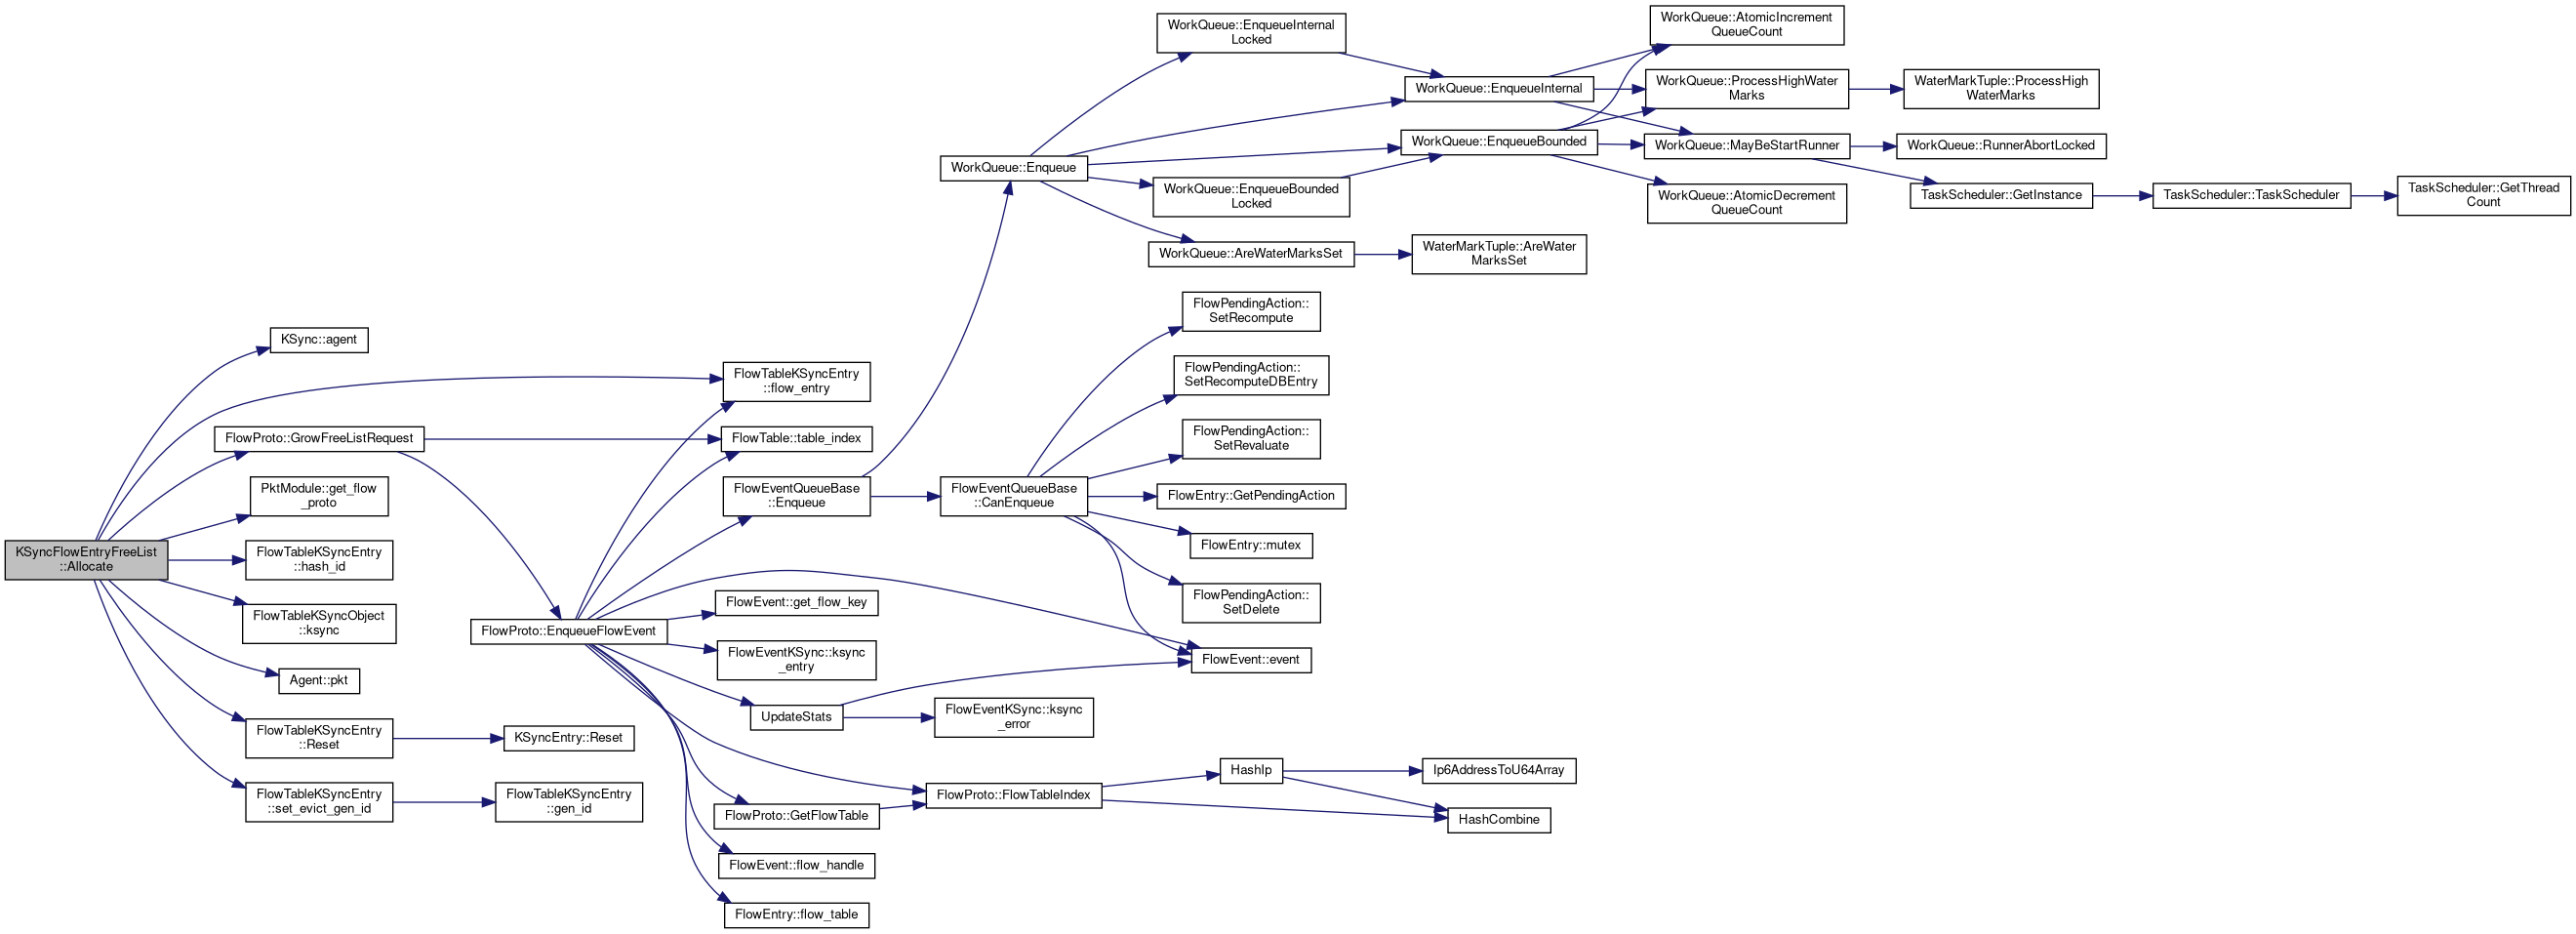 KSyncFlowEntryFreeList
::Allocate
KSync::agent
FlowTableKSyncEntry
::flow_entry
FlowProto::GrowFreeListRequest
FlowTable::table_index
PktModule::get_flow
_proto
FlowTableKSyncEntry
::hash_id
FlowTableKSyncObject
::ksync
Agent::pkt
FlowTableKSyncEntry
::Reset
KSyncEntry::Reset
FlowTableKSyncEntry
::set_evict_gen_id
FlowTableKSyncEntry
::gen_id
FlowProto::EnqueueFlowEvent
FlowEventQueueBase
::Enqueue
FlowEvent::get_flow_key
FlowEventKSync::ksync
_entry
UpdateStats
FlowEventKSync::ksync
_error
FlowProto::GetFlowTable
FlowProto::FlowTableIndex
FlowEvent::flow_handle
FlowEntry::flow_table
HashIp
Ip6AddressToU64Array
HashCombine
WorkQueue::Enqueue
FlowEventQueueBase
::CanEnqueue
FlowPendingAction::
SetRecompute
FlowPendingAction::
SetRecomputeDBEntry
FlowPendingAction::
SetRevaluate
FlowEntry::GetPendingAction
FlowEntry::mutex
FlowPendingAction::
SetDelete
FlowEvent::event
WorkQueue::EnqueueInternal
Locked
WorkQueue::EnqueueInternal
WorkQueue::EnqueueBounded
WorkQueue::EnqueueBounded
Locked
WorkQueue::AreWaterMarksSet
WaterMarkTuple::AreWater
MarksSet
WorkQueue::AtomicIncrement
QueueCount
WorkQueue::ProcessHighWater
Marks
WaterMarkTuple::ProcessHigh
WaterMarks
WorkQueue::MayBeStartRunner
WorkQueue::RunnerAbortLocked
WorkQueue::AtomicDecrement
QueueCount
TaskScheduler::GetInstance
TaskScheduler::TaskScheduler
TaskScheduler::GetThread
Count